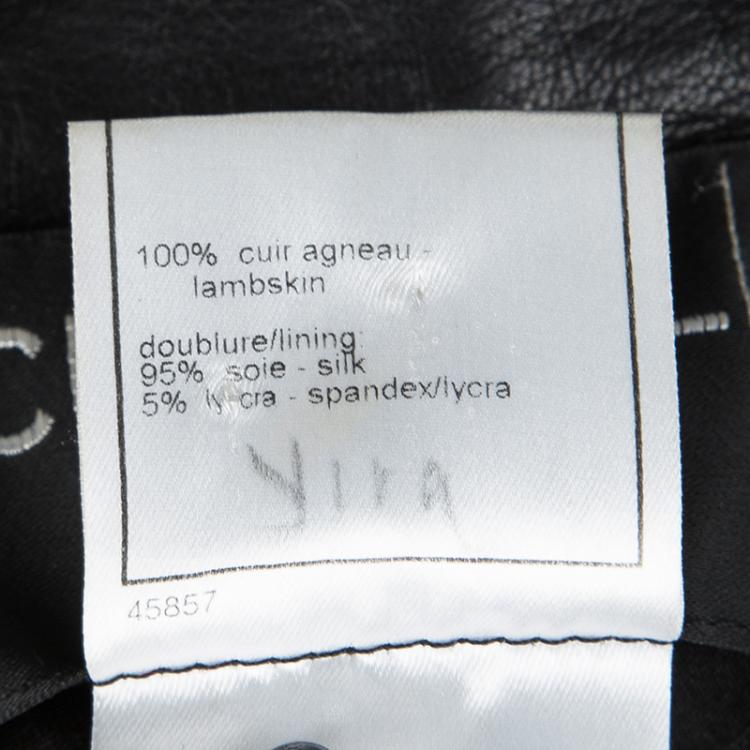 100% cuir agneau -
lambskin
doublure/lining:
95% soie - silk
5% lycra - spandex/lycra
45857